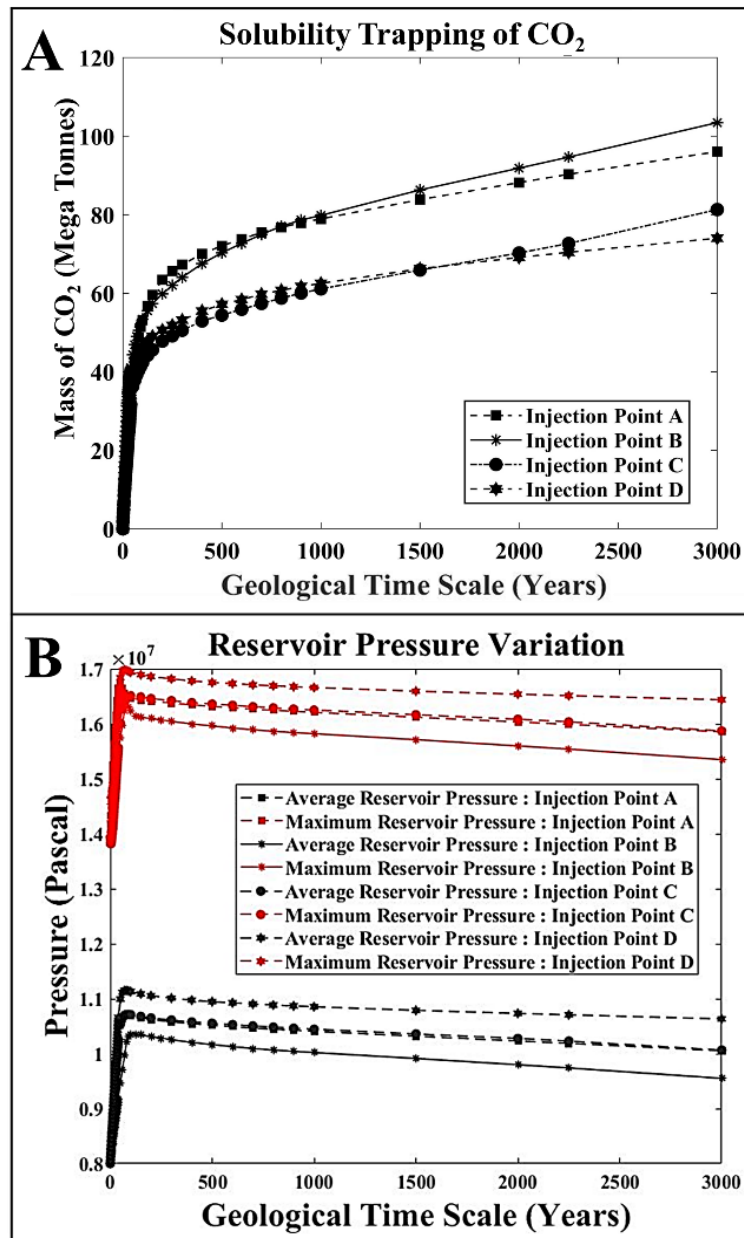 A
Solubility Trapping of CO₂
Mass of CO₂ (Mega Tonnes)
120
100
80
60
40
20
0
Injection Point A
Injection Point B
Injection Point C
Injection Point D
0 500 1000 1500 2000 2500 3000
Geological Time Scale (Years)
B
×10⁷
Reservoir Pressure Variation
Pressure (Pascal)
1.7
1.6
1.5
1.4
1.3
1.2
1.1
1
0.9
0.8
Average Reservoir Pressure : Injection Point A
Maximum Reservoir Pressure : Injection Point A
Average Reservoir Pressure : Injection Point B
Maximum Reservoir Pressure : Injection Point B
Average Reservoir Pressure : Injection Point C
Maximum Reservoir Pressure : Injection Point C
Average Reservoir Pressure : Injection Point D
Maximum Reservoir Pressure : Injection Point D
0 500 1000 1500 2000 2500 3000
Geological Time Scale (Years)